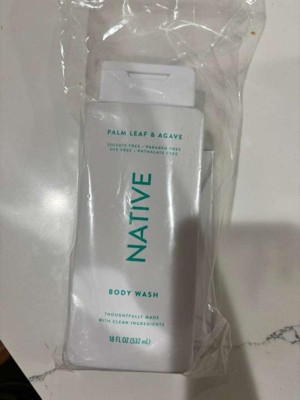 PALM LEAF & AGAVE
SULFATE FREE • PARABEN FREE
DYE FREE • PHTHALATE FREE
NATIVE
BODY WASH
THOUGHTFULLY MADE
WITH CLEAN INGREDIENTS
18 FL OZ (532 mL)